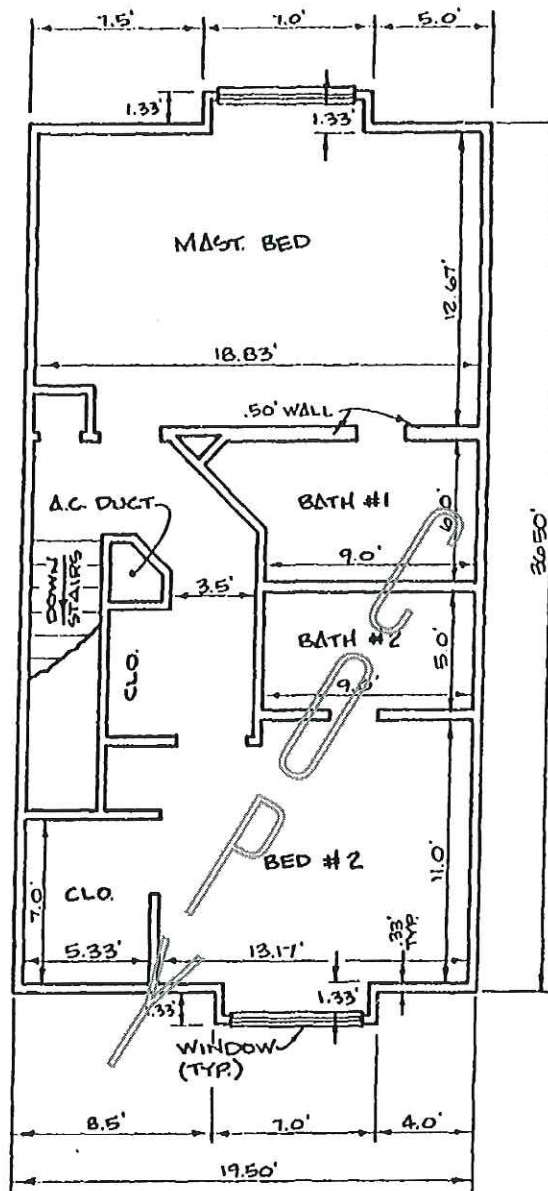 7.5' 7.0' 5.0'
1.33'
1.33'
MAST. BED
12.67'
18.83'
.50' WALL
A.C. DUCT
BATH #1
6.0'
36.50'
9.0'
3.5'
DOWN
STAIRS
BATH #2
5.0'
CLO.
BED #2
11.0'
7.0'
CLO.
.33'
TYP.
5.33'
13.17'
1.33'
1.33'
WINDOW
(TYP.)
8.5' 7.0' 4.0'
19.50'
COPY